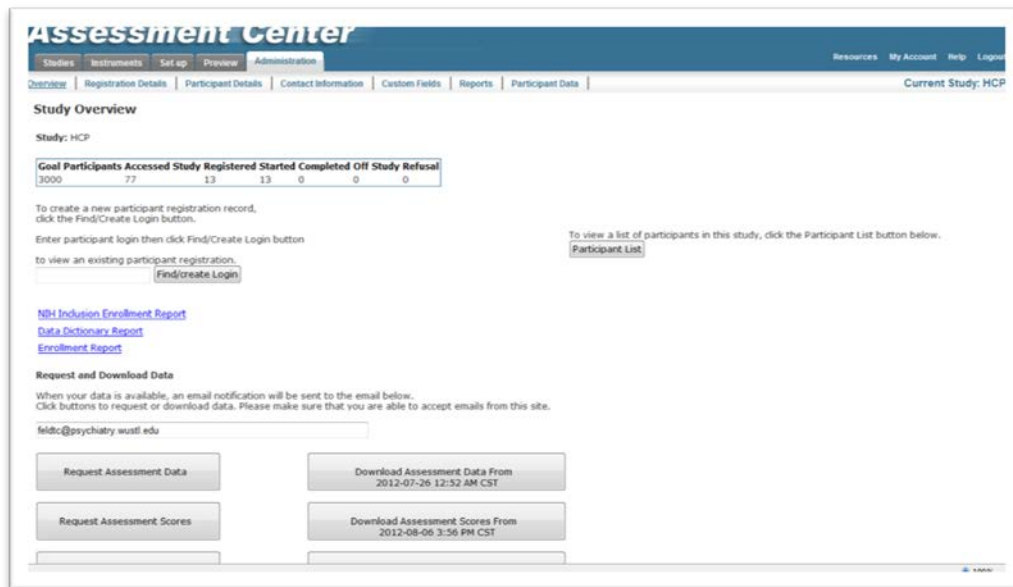 Assessment Center
Studies Instruments Set up Preview Administration
Resources My Account Help Logout
Overview Registration Details Participant Details Contact Information Custom Fields Reports Participant Data
Current Study: HCP
Study Overview
Study: HCP
Goal Participants Accessed Study Registered Started Completed Off Study Refusal
3000 77 13 13 0 0 0
To create a new participant registration record,
click the Find/Create Login button.
Enter participant login then click Find/Create Login button
to view an existing participant registration.
Find/create Login
To view a list of participants in this study, click the Participant List button below.
Participant List
NIH Inclusion Enrollment Report
Data Dictionary Report
Enrollment Report
Request and Download Data
When your data is available, an email notification will be sent to the email below.
Click buttons to request or download data. Please make sure that you are able to accept emails from this site.
feldtc@psychiatry.wustl.edu
Request Assessment Data
Download Assessment Data From
2012-07-26 12:52 AM CST
Request Assessment Scores
Download Assessment Scores From
2012-08-06 3:56 PM CST